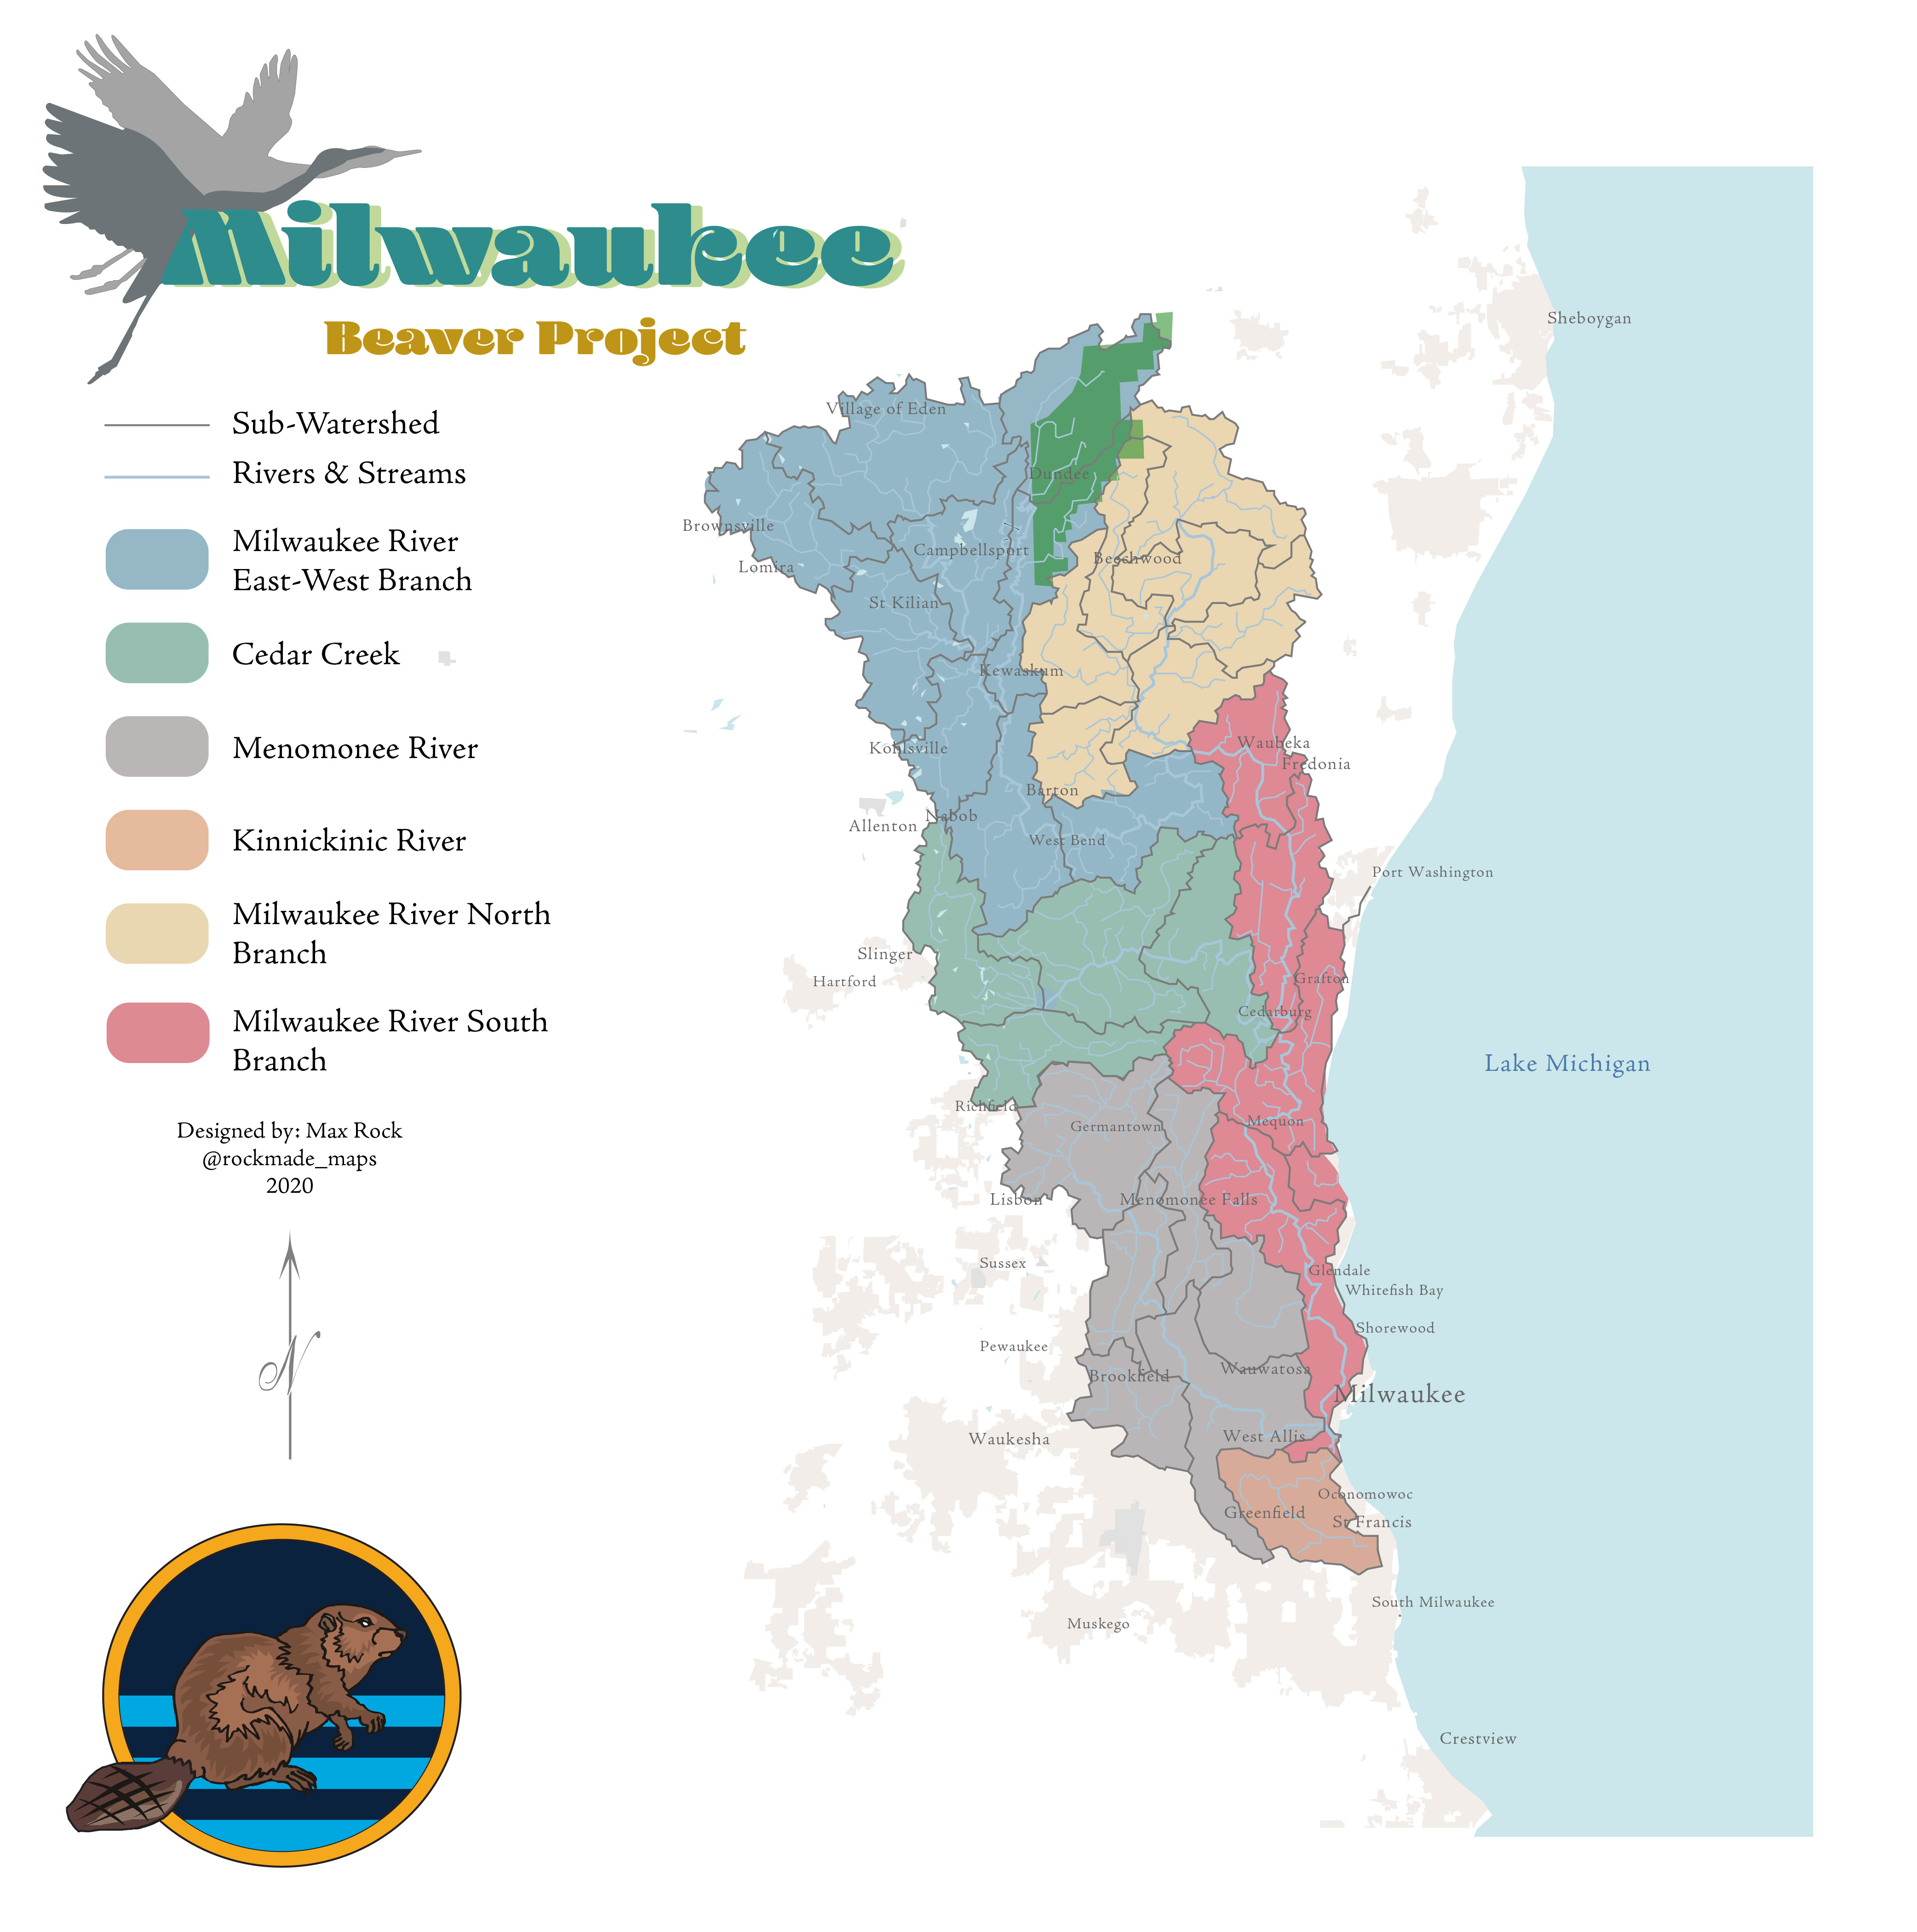 Milwaukee
Beaver Project
Sub-Watershed
Rivers & Streams
Milwaukee River
East-West Branch
Cedar Creek
Menomonee River
Kinnickinic River
Milwaukee River North
Branch
Milwaukee River South
Branch
Designed by: Max Rock
@rockmade_maps
2020
N
Sheboygan
Village of Eden
Dundee
Brownsville
Campbellsport
Beechwood
Lomira
St Kilian
Kewaskum
Waubeka
Kohlsville
Fredonia
Barton
Nabob
Allenton
West Bend
Port Washington
Slinger
Hartford
Grafton
Cedarburg
Lake Michigan
Richfield
Germantown
Mequon
Lisbon
Menomonee Falls
Sussex
Glendale
Whitefish Bay
Shorewood
Pewaukee
Wauwatosa
Brookfield
Milwaukee
Waukesha
West Allis
Oconomowoc
Greenfield
St Francis
South Milwaukee
Muskego
Crestview